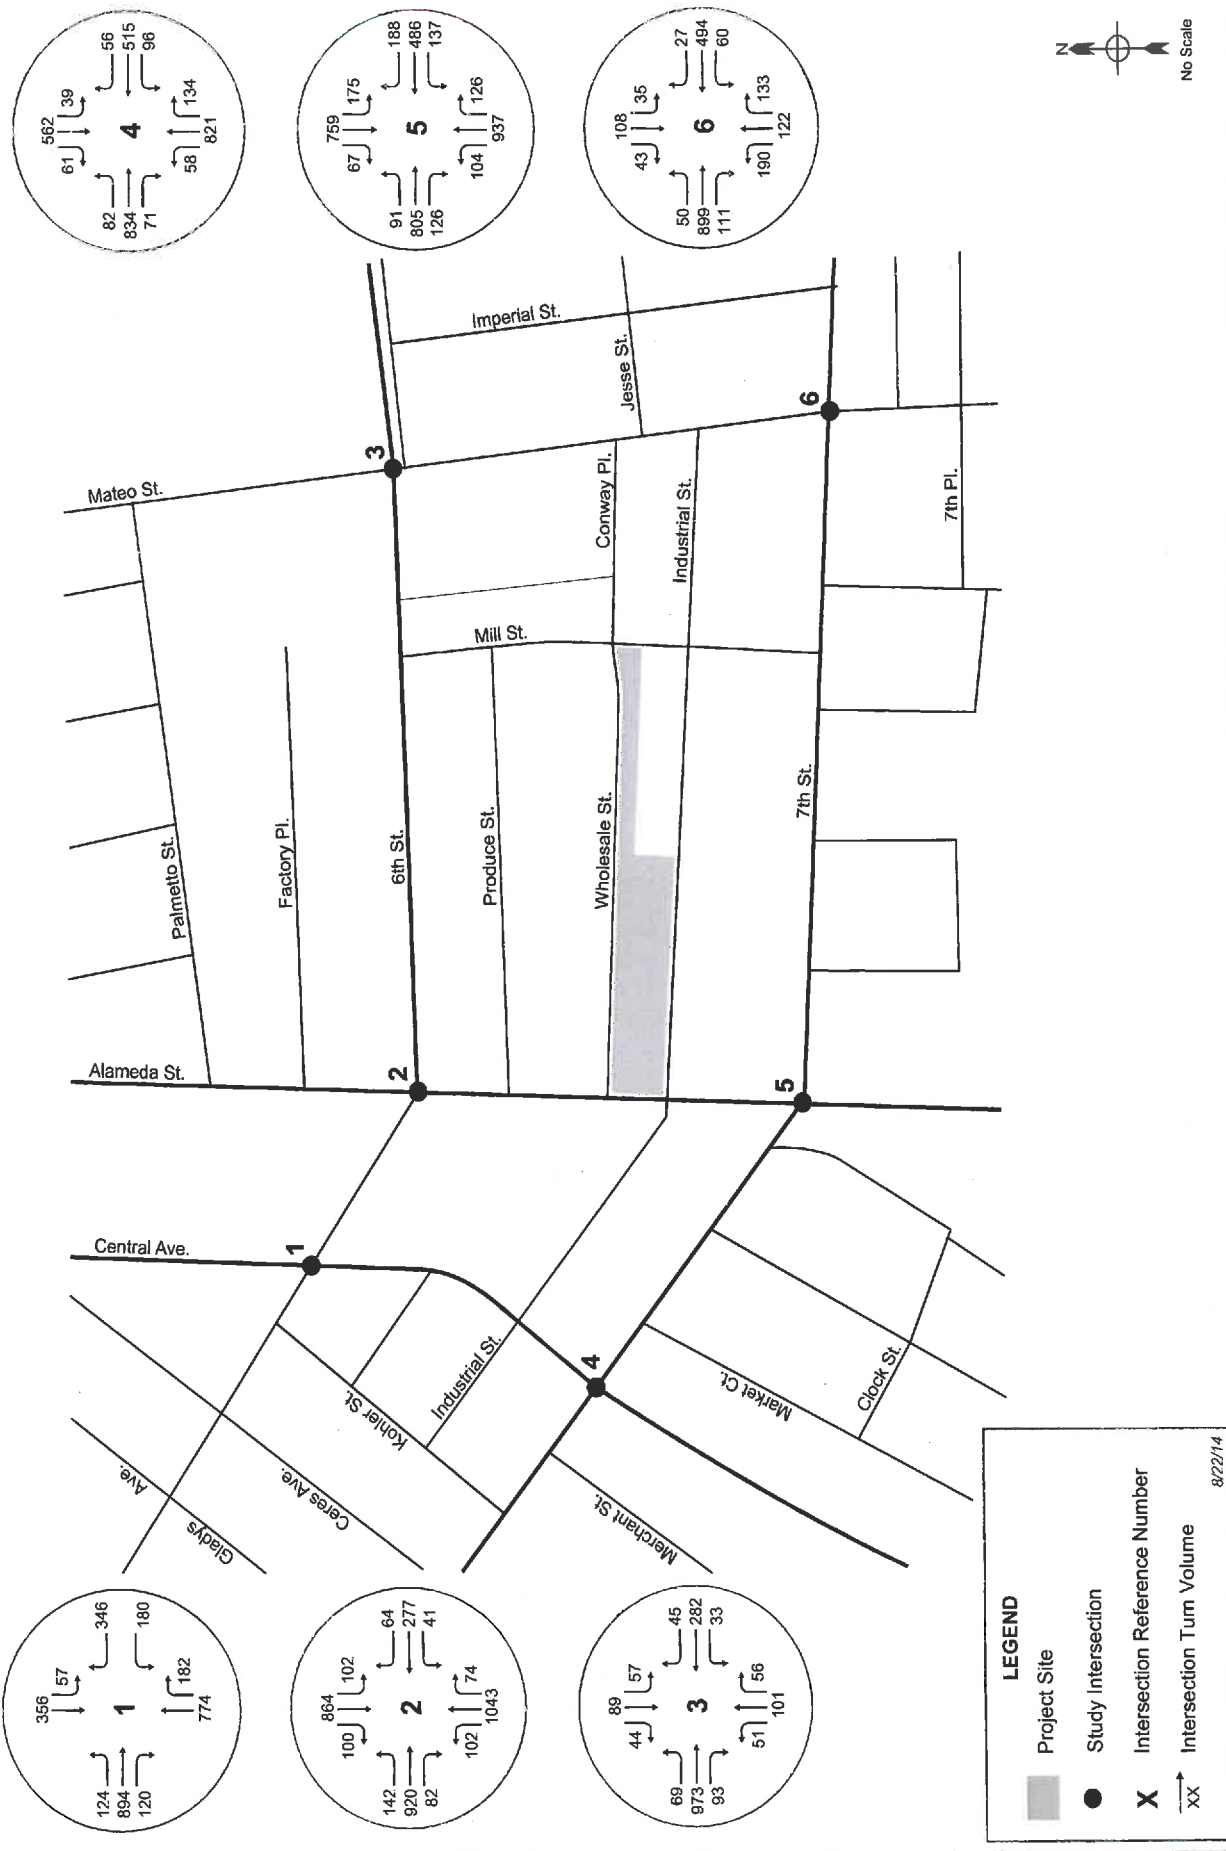 56
515
96
39
562
61
82
834
71
134
821
58
4
188
486
137
175
759
67
91
805
126
126
937
104
5
27
494
60
35
108
43
50
899
111
133
122
190
6
N
No Scale
Mateo St.
3
Imperial St.
Jesse St.
6
Conway Pl.
Industrial St.
7th Pl.
Mill St.
Palmetto St.
Factory Pl.
6th St.
Produce St.
Wholesale St.
7th St.
Alameda St.
2
5
Central Ave.
1
Industrial St.
4
Kohler St.
Market Ct.
Clock St.
Gladys
Ave.
Ceres Ave.
Merchant St.
346
180
57
356
124
894
120
182
774
1
64
277
41
102
864
100
142
920
82
74
1043
102
2
45
282
33
57
89
44
69
973
93
56
101
51
3
LEGEND
Project Site
Study Intersection
X Intersection Reference Number
XX Intersection Turn Volume
8/22/14